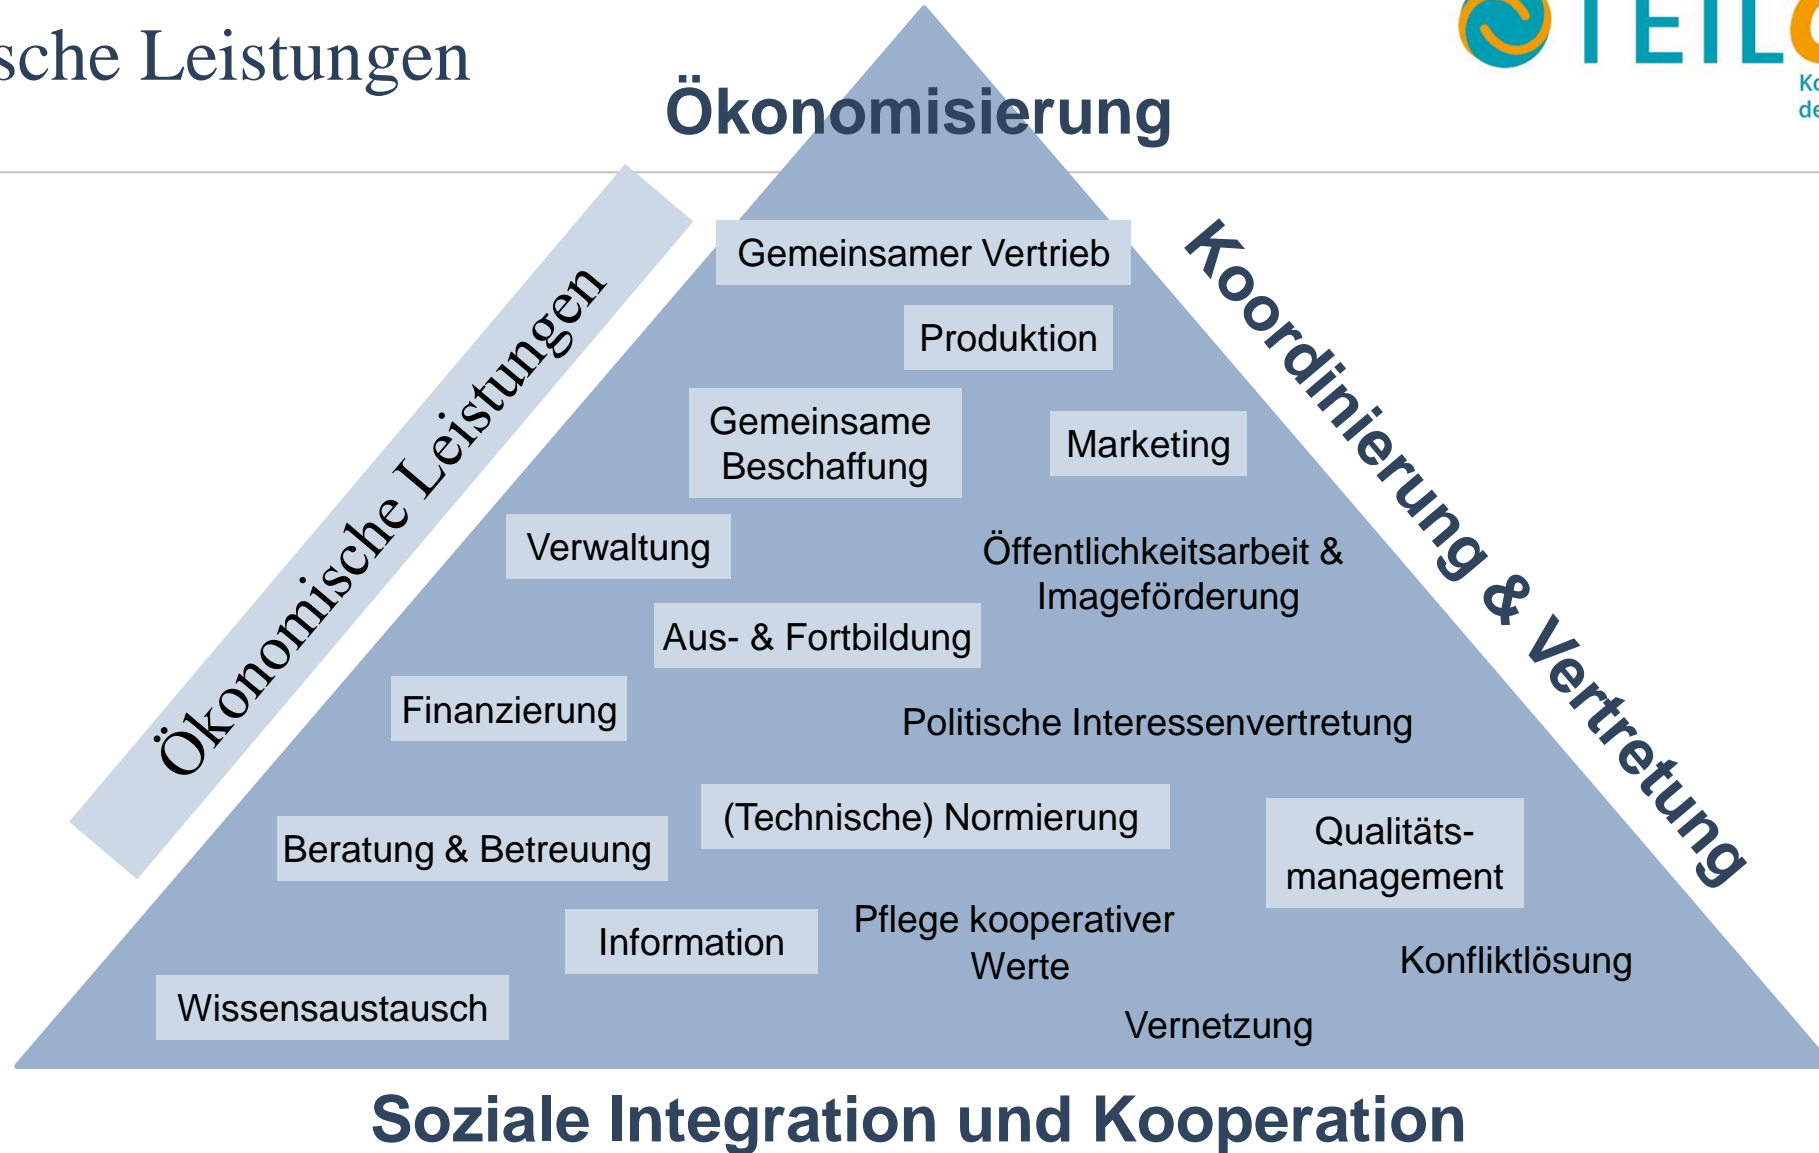 sche Leistungen
TEIL
Ökonomisierung
Ökonomische Leistungen
Koordinierung & Vertretung
Gemeinsamer Vertrieb
Produktion
Gemeinsame
Beschaffung
Marketing
Verwaltung
Öffentlichkeitsarbeit &
Imageförderung
Aus- & Fortbildung
Finanzierung
Politische Interessenvertretung
(Technische) Normierung
Qualitäts-
management
Beratung & Betreuung
Pflege kooperativer
Werte
Information
Konfliktlösung
Wissensaustausch
Vernetzung
Soziale Integration und Kooperation